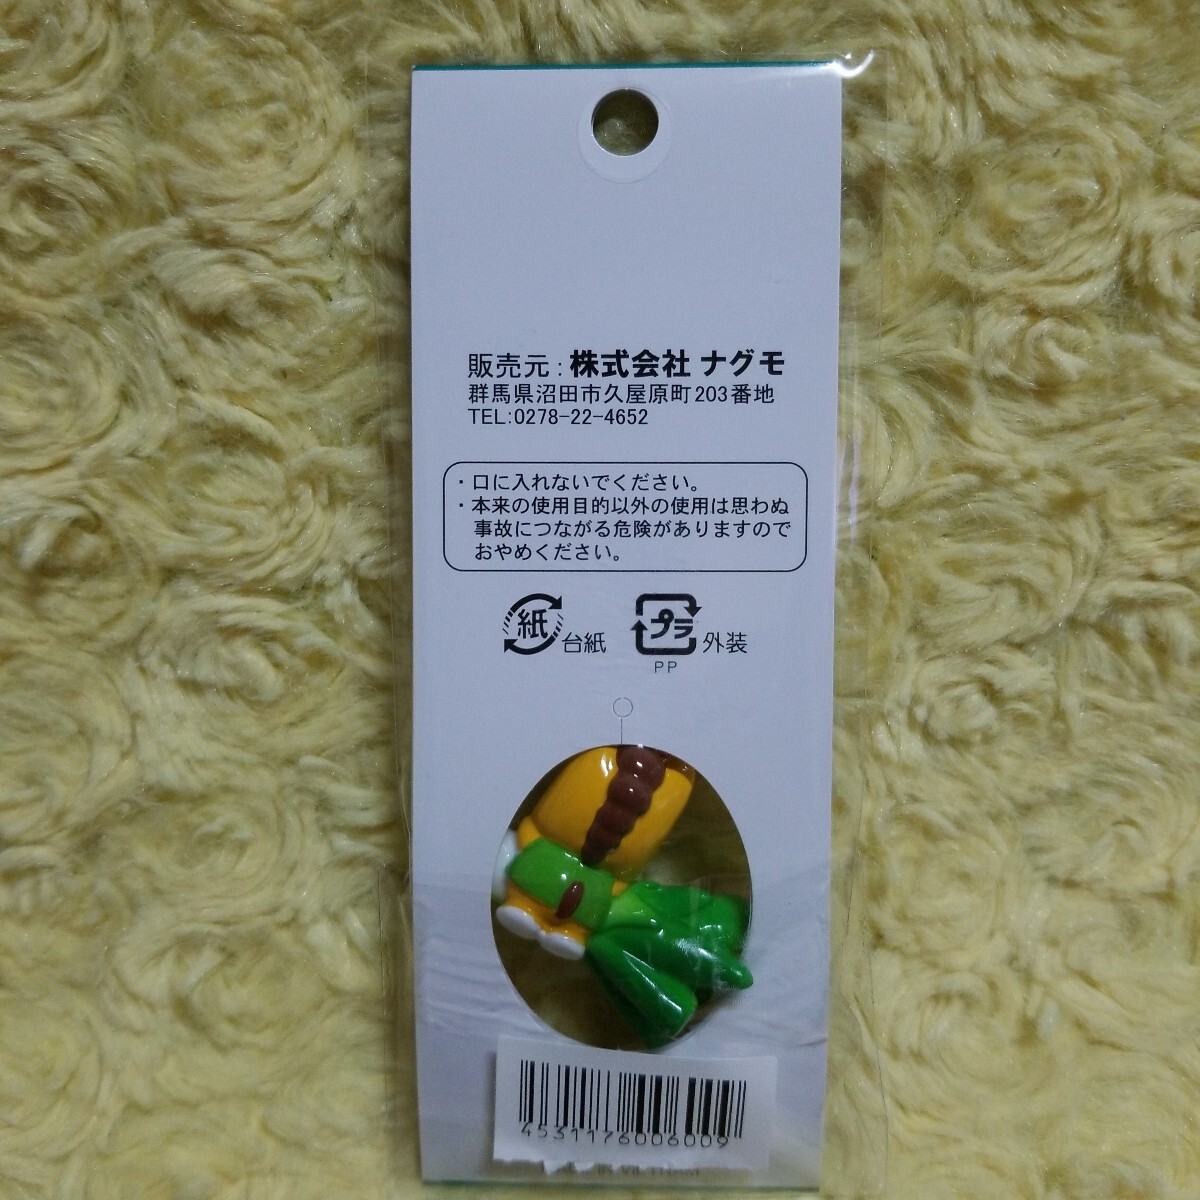 販売元：株式会社 ナグモ
群馬県沼田市久屋原町203番地
TEL:0278-22-4652
・口に入れないでください。
・本来の使用目的以外の使用は思わぬ
事故につながる危険がありますので
おやめください。
紙 台紙 プラ 外装
PP
4531176006009